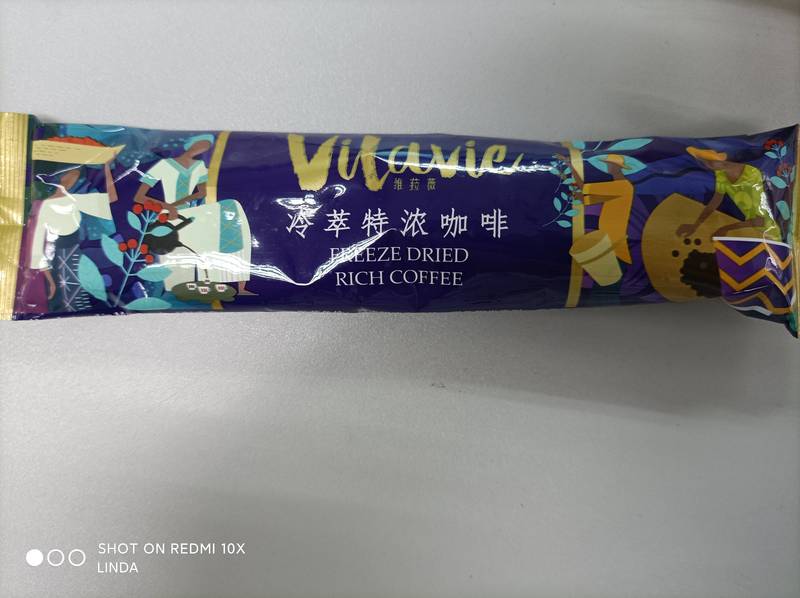 Vilavie
维菈薇
冷萃特浓咖啡
FREEZE DRIED
RICH COFFEE
SHOT ON REDMI 10X
LINDA